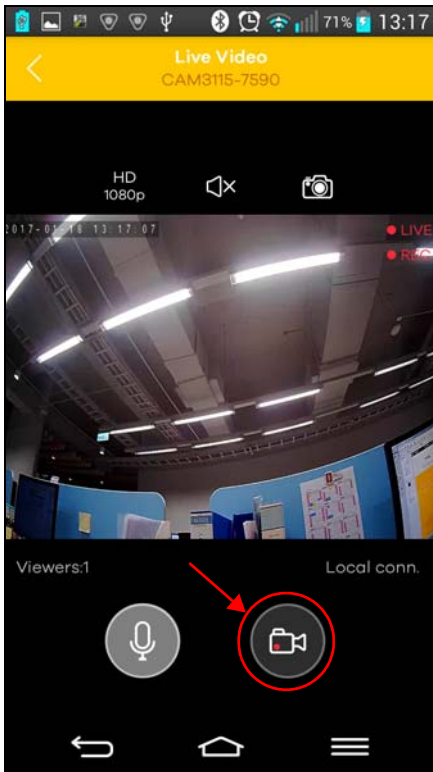 71% 13:17
Live Video
CAM3115-7590
HD
1080p
2017-01-18 13:17:07
LIVE
REC
Viewers:1 Local conn.